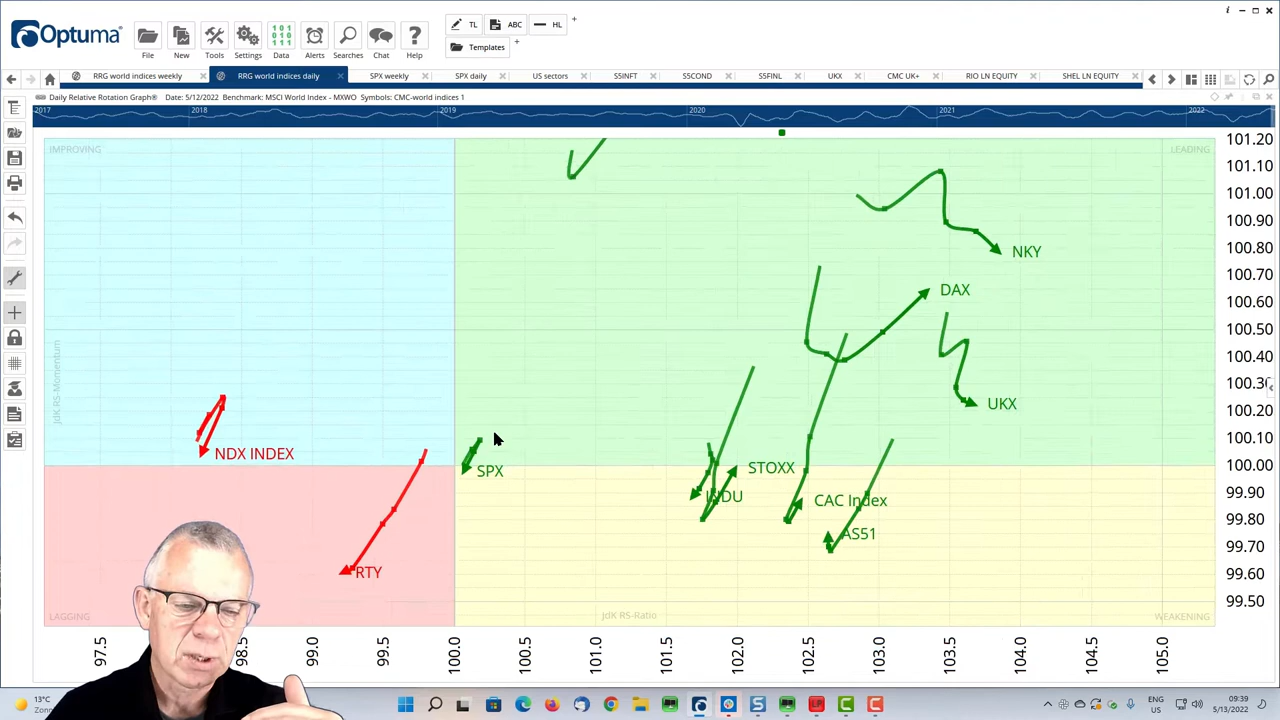 Optuma®
File
New
Tools
Settings
Data
Alerts
Searches
Chat
Help
TL
ABC
HL
Templates
RRG world indices weekly
RRG world indices daily
SPX weekly
SPX daily
US sectors
S5INFT
S5COND
S5FINL
UKX
CMC UK+
RIO LN EQUITY
SHEL LN EQUITY
Daily Relative Rotation Graph® Date: 5/12/2022 Benchmark: MSCI World Index - MXWO Symbols: CMC-world indices 1
2017
2018
2019
2020
2021
2022
IMPROVING
LEADING
LAGGING
WEAKENING
JdK RS-Momentum
JdK RS-Ratio
NKY
DAX
UKX
NDX INDEX
SPX
STOXX
INDU
CAC Index
AS51
RTY
101.20
101.10
101.00
100.90
100.80
100.70
100.60
100.50
100.40
100.30
100.20
100.10
100.00
99.90
99.80
99.70
99.60
99.50
97.5
98.5
99.0
99.5
100.0
100.5
101.0
101.5
102.0
102.5
103.0
103.5
104.0
104.5
105.0
13°C
ENG
US
09:39
5/13/2022